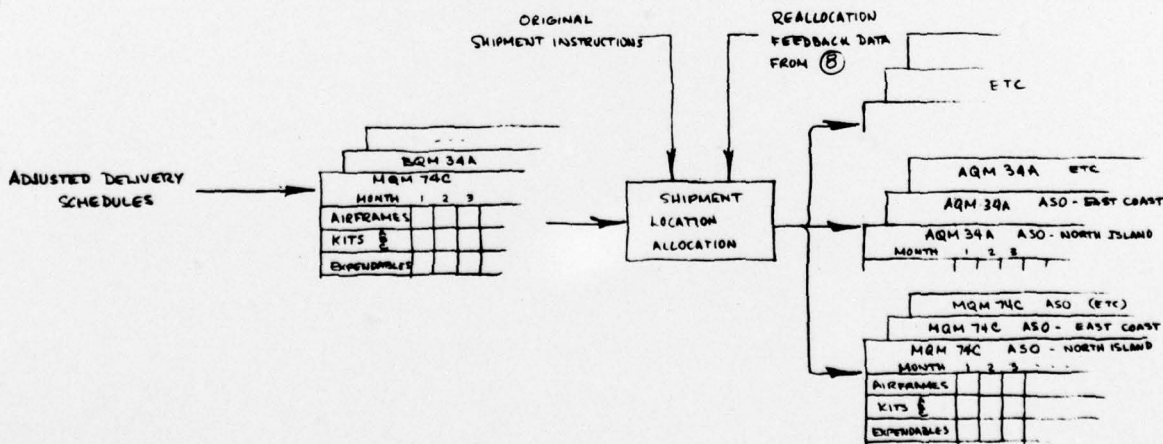 ORIGINAL
SHIPMENT INSTRUCTIONS
REALLOCATION
FEEDBACK DATA
FROM B
ADJUSTED DELIVERY
SCHEDULES
...
BQM 34A
MQM 74C
MONTH 1 2 3
AIRFRAMES
KITS A B C
EXPENDABLES
SHIPMENT
LOCATION
ALLOCATION
ETC
AQM 34A ETC
AQM 34A ASO - EAST COAST
AQM 34A ASO - NORTH ISLAND
MONTH 1 2 3
MQM 74C ASO (ETC)
MQM 74C ASO - EAST COAST
MQM 74C ASO - NORTH ISLAND
MONTH 1 2 3 ...
AIRFRAMES
KITS A B C
EXPENDABLES